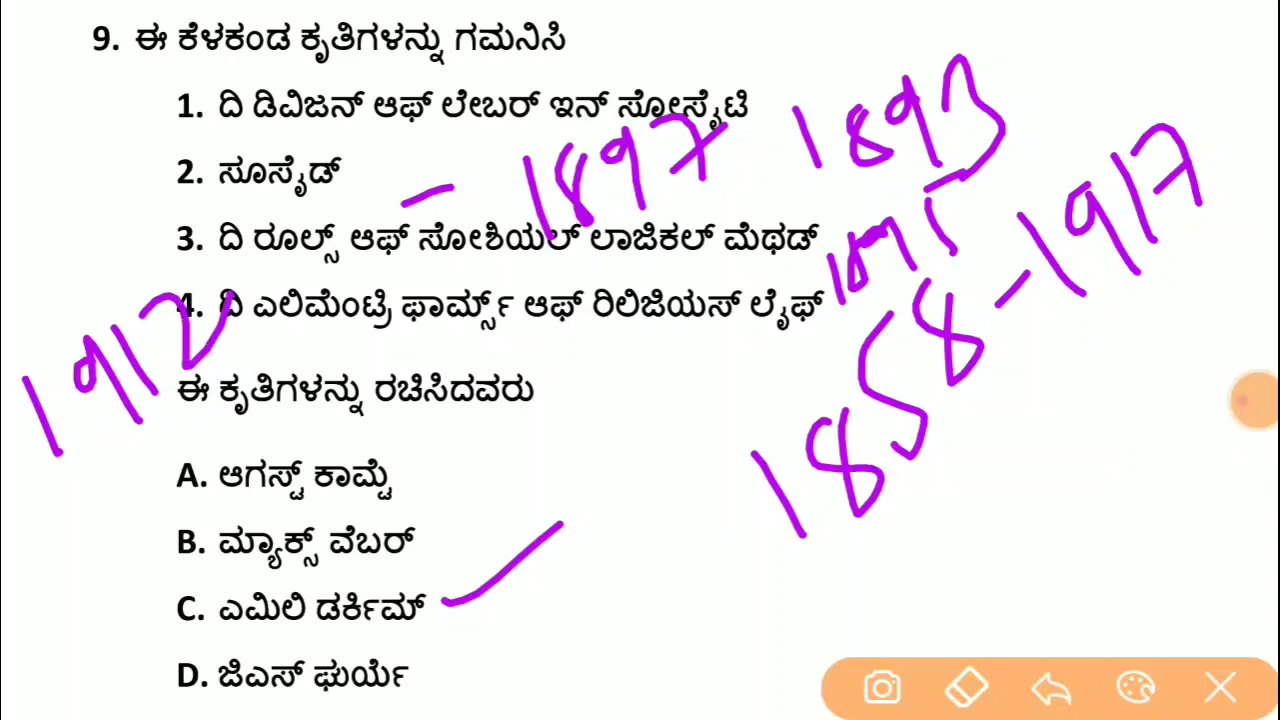 9. ಈ ಕೆಳಕಂಡ ಕೃತಿಗಳನ್ನು ಗಮನಿಸಿ
1. ದಿ ಡಿವಿಜನ್ ಆಫ್ ಲೇಬರ್ ಇನ್ ಸೋಸೈಟಿ 1893
2. ಸೂಸೈಡ್ - 1897
3. ದಿ ರೂಲ್ಸ್ ಆಫ್ ಸೋಶಿಯಲ್ ಲಾಜಿಕಲ್ ಮೆಥಡ್ 1895
4. ದಿ ಎಲಿಮೆಂಟ್ರಿ ಫಾರ್ಮ್ಸ್ ಆಫ್ ರಿಲಿಜಿಯಸ್ ಲೈಫ್
1912
1858-1917
ಈ ಕೃತಿಗಳನ್ನು ರಚಿಸಿದವರು
A. ಆಗಸ್ಟ್ ಕಾಮ್ಟೆ
B. ಮ್ಯಾಕ್ಸ್ ವೆಬರ್
C. ಎಮಿಲಿ ಡರ್ಕಿಮ್
D. ಜಿಎಸ್ ಘುರ್ಯೆ